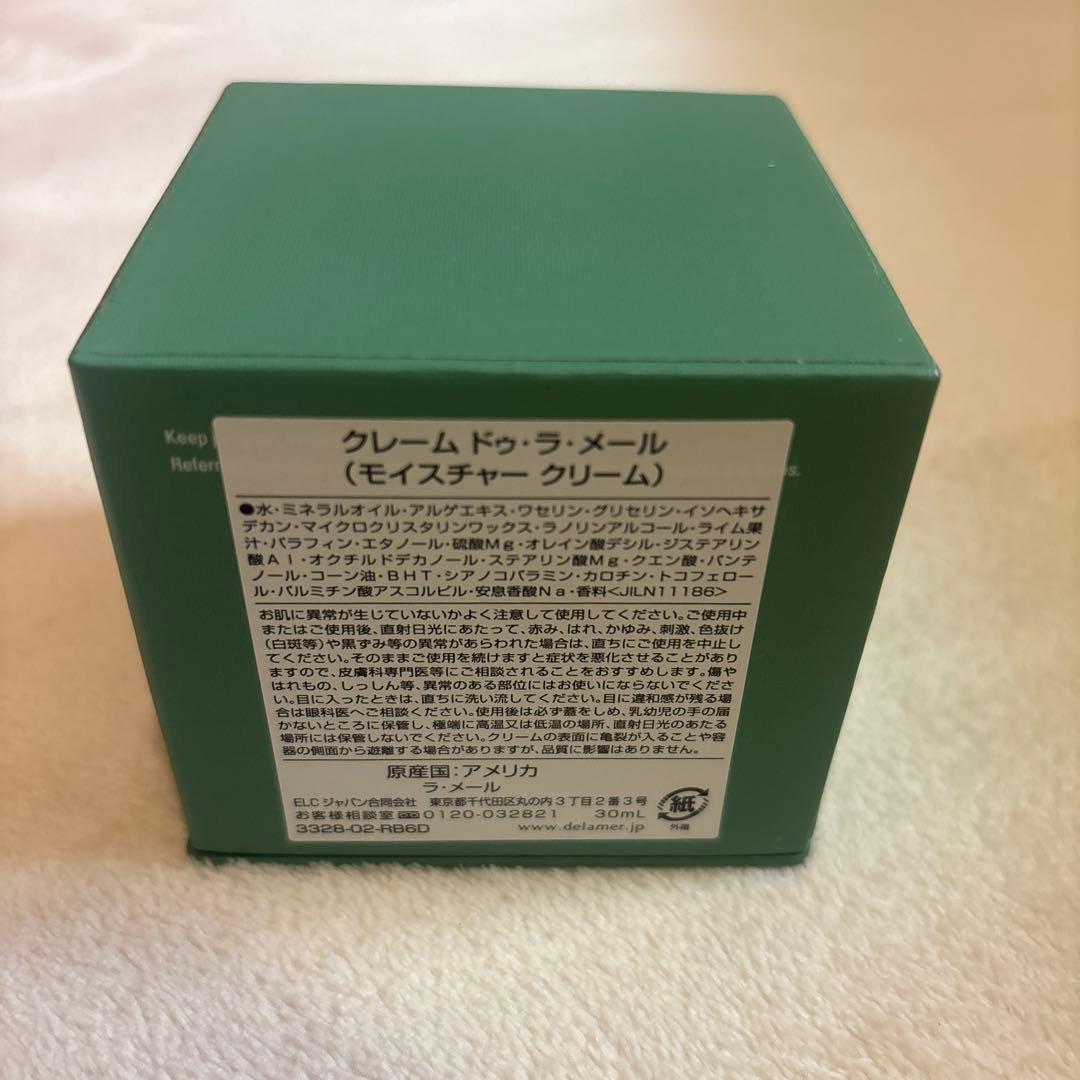 Keep
Refer
s.
クレーム ドゥ・ラ・メール
（モイスチャー クリーム）
●水・ミネラルオイル・アルゲエキス・ワセリン・グリセリン・イソヘキサ
デカン・マイクロクリスタリンワックス・ラノリンアルコール・ライム果
汁・パラフィン・エタノール・硫酸Mg・オレイン酸デシル・ジステアリン
酸Al・オクチルドデカノール・ステアリン酸Mg・クエン酸・パンテ
ノール・コーン油・BHT・シアノコバラミン・カロチン・トコフェロー
ル・パルミチン酸アスコルビル・安息香酸Na・香料<JILN11186>
お肌に異常が生じていないかよく注意して使用してください。ご使用中
またはご使用後、直射日光にあたって、赤み、はれ、かゆみ、刺激、色抜け
（白斑等）や黒ずみ等の異常があらわれた場合は、直ちにご使用を中止し
てください。そのままご使用を続けますと症状を悪化させることがあり
ますので、皮膚科専門医等にご相談されることをおすすめします。傷や
はれもの、しっしん等、異常のある部位にはお使いにならないでくださ
い。目に入ったときは、直ちに洗い流してください。目に違和感が残る場
合は眼科医へご相談ください。使用後は必ず蓋をしめ、乳幼児の手の届
かないところに保管し、極端に高温又は低温の場所、直射日光のあたる
場所には保管しないでください。クリームの表面に亀裂が入ることや容
器の側面から遊離する場合がありますが、品質に影響はありません。
原産国：アメリカ
ラ・メール
ELC ジャパン合同会社 東京都千代田区丸の内3丁目2番3号
お客様相談室 0120-032821 30mL
3328-02-RB6D www.delamer.jp
紙
外箱